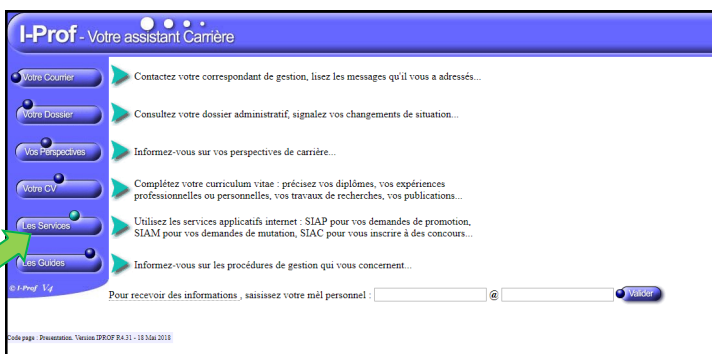 I-Prof - Votre assistant Carrière
Votre Courrier
Contactez votre correspondant de gestion, lisez les messages qu'il vous a adressés...
Votre Dossier
Consultez votre dossier administratif, signalez vos changements de situation...
Vos Perspectives
Informez-vous sur vos perspectives de carrière...
Votre CV
Complétez votre curriculum vitae : précisez vos diplômes, vos expériences
professionnelles ou personnelles, vos travaux de recherches, vos publications...
Les Services
Utilisez les services applicatifs internet : SIAP pour vos demandes de promotion,
SIAM pour vos demandes de mutation, SIAC pour vous inscrire à des concours...
Les Guides
Informez-vous sur les procédures de gestion qui vous concernent...
© I-Prof V4
Pour recevoir des informations , saisissez votre mèl personnel : @ Valider
Code page : Presentation. Version IPROF R4.31 - 18 Mai 2018